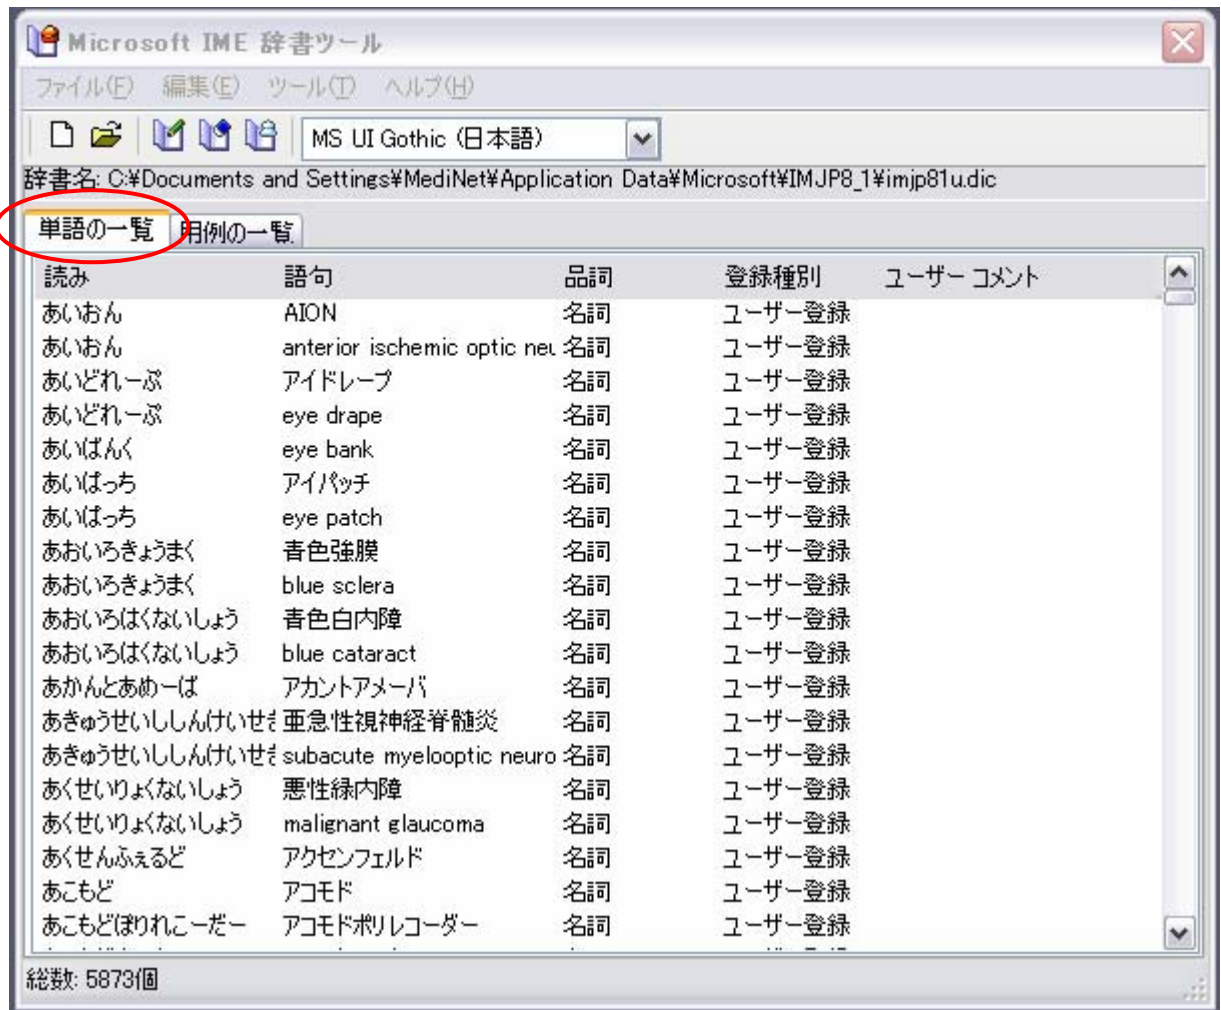 Microsoft IME 辞書ツール
ファイル(F) 編集(E) ツール(T) ヘルプ(H)
MS UI Gothic (日本語)
辞書名: C:¥Documents and Settings¥MediNet¥Application Data¥Microsoft¥IMJP8_1¥imjp81u.dic
単語の一覧 用例の一覧
読み 語句 品詞 登録種別 ユーザー コメント
あいおん AION 名詞 ユーザー登録
あいおん anterior ischemic optic neu 名詞 ユーザー登録
あいどれーぷ アイドレープ 名詞 ユーザー登録
あいどれーぷ eye drape 名詞 ユーザー登録
あいばんく eye bank 名詞 ユーザー登録
あいぱっち アイパッチ 名詞 ユーザー登録
あいぱっち eye patch 名詞 ユーザー登録
あおいろきょうまく 青色強膜 名詞 ユーザー登録
あおいろきょうまく blue sclera 名詞 ユーザー登録
あおいろはくないしょう 青色白内障 名詞 ユーザー登録
あおいろはくないしょう blue cataract 名詞 ユーザー登録
あかんとあめーば アカントアメーバ 名詞 ユーザー登録
あきゅうせいししんけいせき 亜急性視神経脊髄炎 名詞 ユーザー登録
あきゅうせいししんけいせき subacute myelooptic neuro 名詞 ユーザー登録
あくせいりょくないしょう 悪性緑内障 名詞 ユーザー登録
あくせいりょくないしょう malignant glaucoma 名詞 ユーザー登録
あくせんふぇるど アクセンフェルド 名詞 ユーザー登録
あこもど アコモド 名詞 ユーザー登録
あこもどぽりれこーだー アコモドポリレコーダー 名詞 ユーザー登録
総数: 5873個